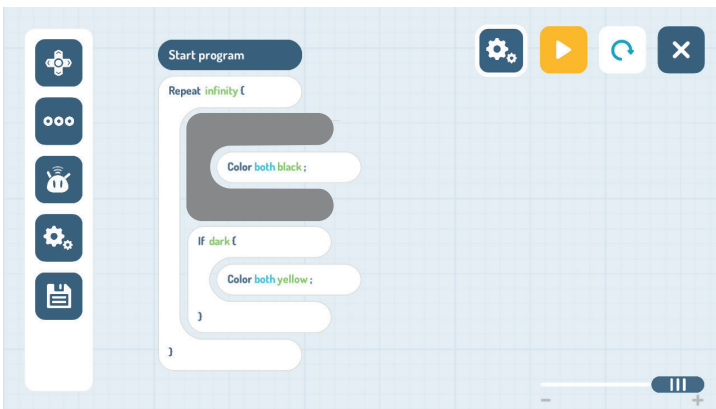 Start program
Repeat infinity {
Color both black ;
If dark {
Color both yellow ;
}
}